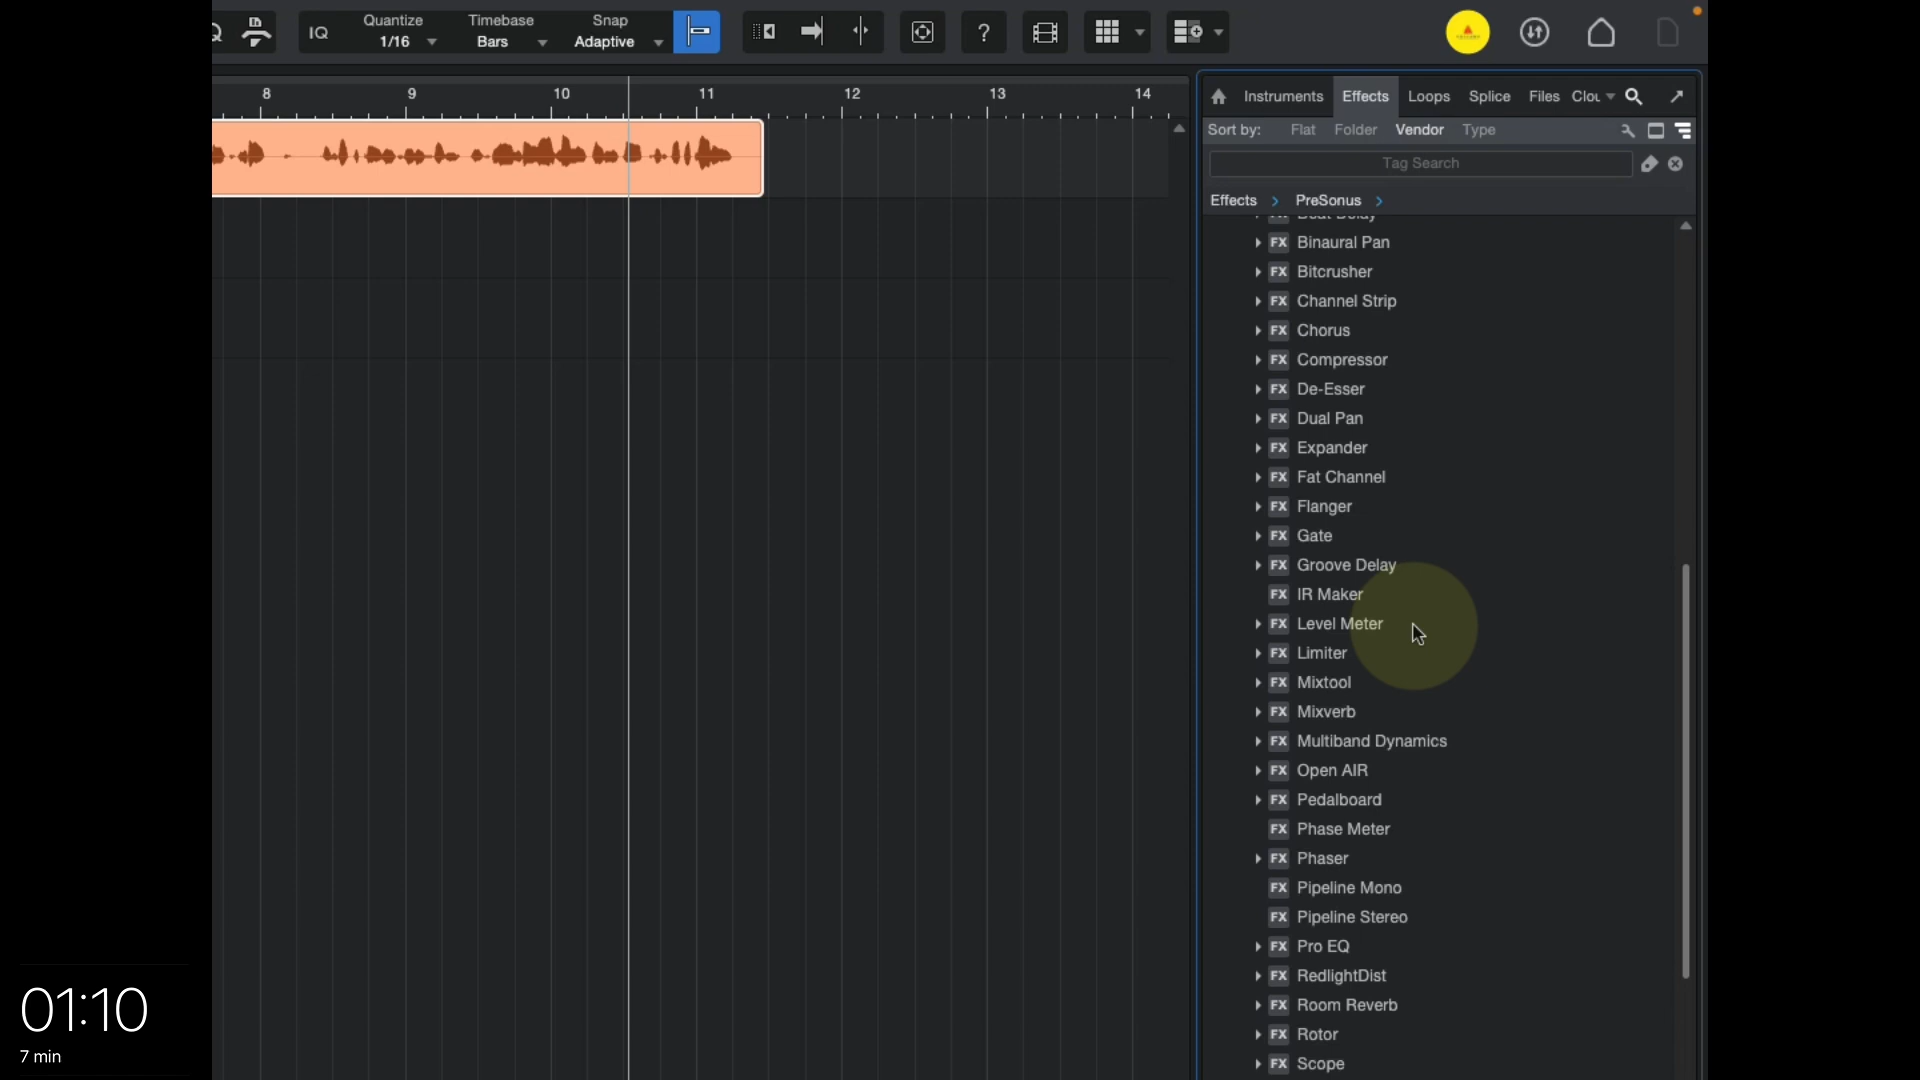 IQ
Quantize
1/16
Timebase
Bars
Snap
Adaptive
?
8 9 10 11 12 13 14
Instruments Effects Loops Splice Files Clou
Sort by: Flat Folder Vendor Type
Tag Search
Effects > PreSonus >
Beat Delay
FX Binaural Pan
FX Bitcrusher
FX Channel Strip
FX Chorus
FX Compressor
FX De-Esser
FX Dual Pan
FX Expander
FX Fat Channel
FX Flanger
FX Gate
FX Groove Delay
FX IR Maker
FX Level Meter
FX Limiter
FX Mixtool
FX Mixverb
FX Multiband Dynamics
FX Open AIR
FX Pedalboard
FX Phase Meter
FX Phaser
FX Pipeline Mono
FX Pipeline Stereo
FX Pro EQ
FX RedlightDist
FX Room Reverb
FX Rotor
FX Scope
01:10
7 min